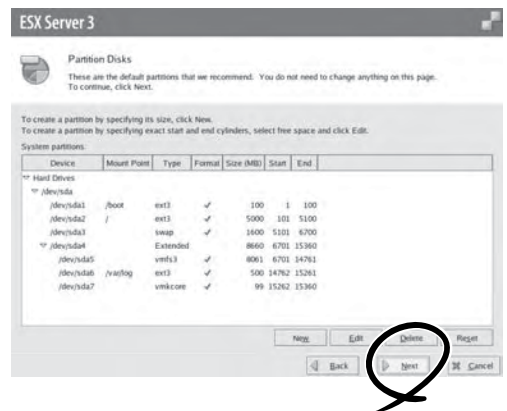 ESX Server 3
Partition Disks
These are the default partitions that we recommend. You do not need to change anything on this page.
To continue, click Next.
To create a partition by specifying its size, click New.
To create a partition by specifying exact start and end cylinders, select free space and click Edit.
System partitions:
Device Mount Point Type Format Size (MB) Start End
Hard Drives
/dev/sda
/dev/sda1 /boot ext3 ✓ 100 1 100
/dev/sda2 / ext3 ✓ 5000 101 5100
/dev/sda3 swap ✓ 1600 5101 6700
/dev/sda4 Extended 8660 6701 15360
/dev/sda5 vmfs3 ✓ 8061 6701 14761
/dev/sda6 /var/log ext3 ✓ 500 14762 15261
/dev/sda7 vmkcore ✓ 99 15262 15360
New Edit Delete Reset
Back Next Cancel